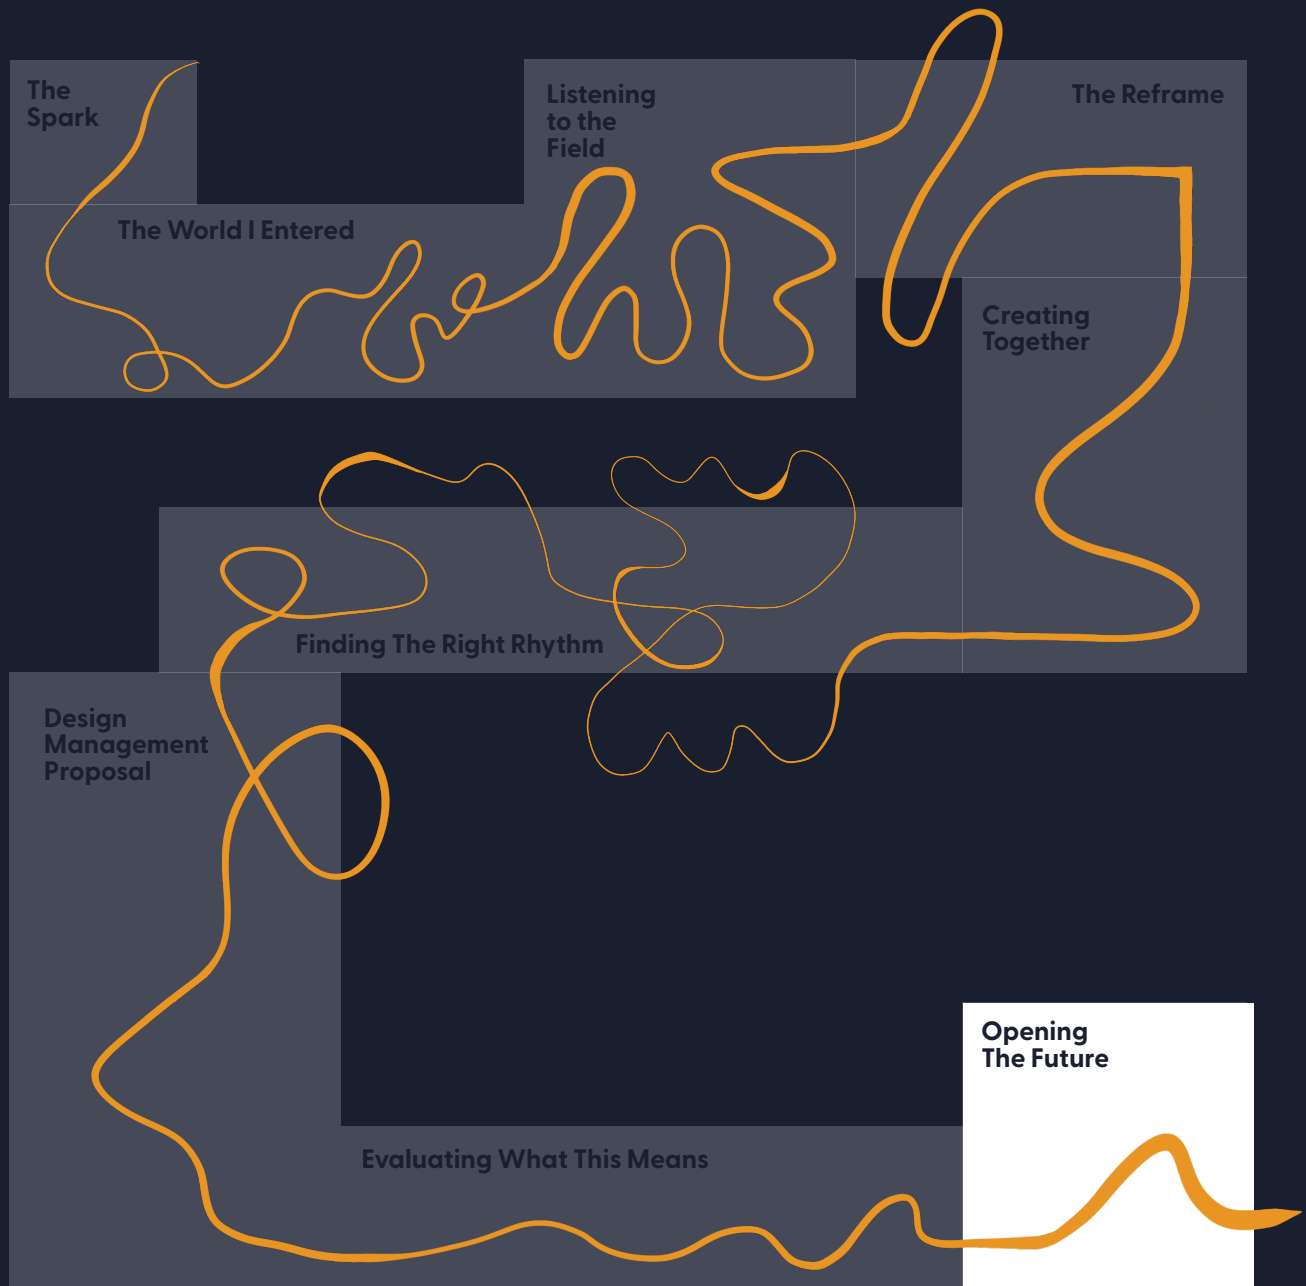 The
Spark
The World I Entered
Listening
to the
Field
The Reframe
Creating
Together
Finding The Right Rhythm
Design
Management
Proposal
Evaluating What This Means
Opening
The Future